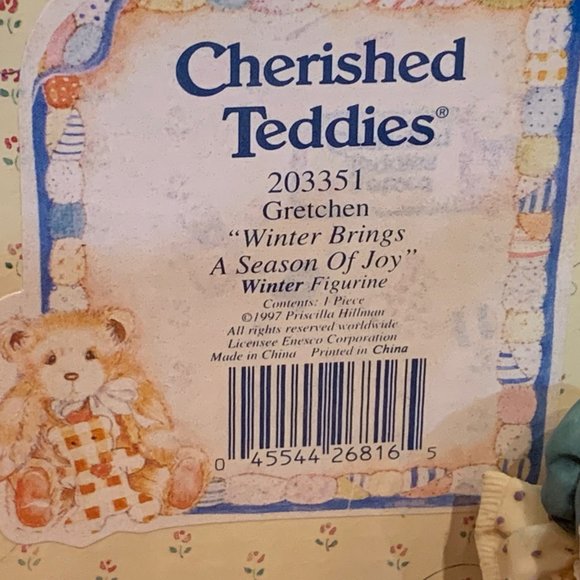 Cherished
Teddies®
203351
Gretchen
"Winter Brings
A Season Of Joy"
Winter Figurine
Contents: 1 Piece
©1997 Priscilla Hillman
All rights reserved worldwide
Licensee Enesco Corporation
Made in China Printed in China
0 45544 26816 5